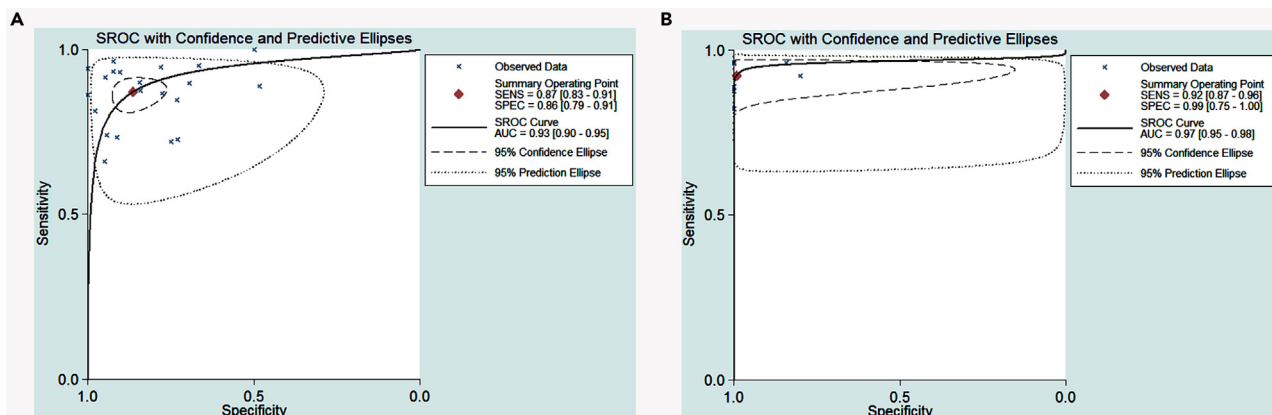 A
SROC with Confidence and Predictive Ellipses
1.0
0.5
0.0
Sensitivity
1.0
0.5
0.0
Specificity
Observed Data
Summary Operating Point
SENS = 0.87 [0.83 - 0.91]
SPEC = 0.86 [0.79 - 0.91]
SROC Curve
AUC = 0.93 [0.90 - 0.95]
95% Confidence Ellipse
95% Prediction Ellipse
B
SROC with Confidence and Predictive Ellipses
1.0
0.5
0.0
Sensitivity
1.0
0.5
0.0
Specificity
Observed Data
Summary Operating Point
SENS = 0.92 [0.87 - 0.96]
SPEC = 0.99 [0.75 - 1.00]
SROC Curve
AUC = 0.97 [0.95 - 0.98]
95% Confidence Ellipse
95% Prediction Ellipse